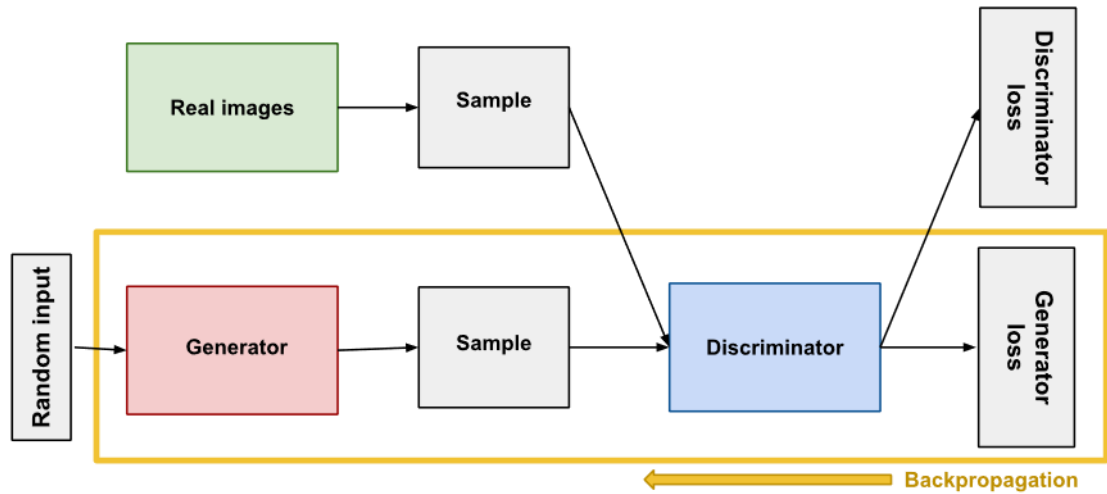 Real images
Sample
Discriminator
loss
Random input
Generator
Sample
Discriminator
Generator
loss
Backpropagation